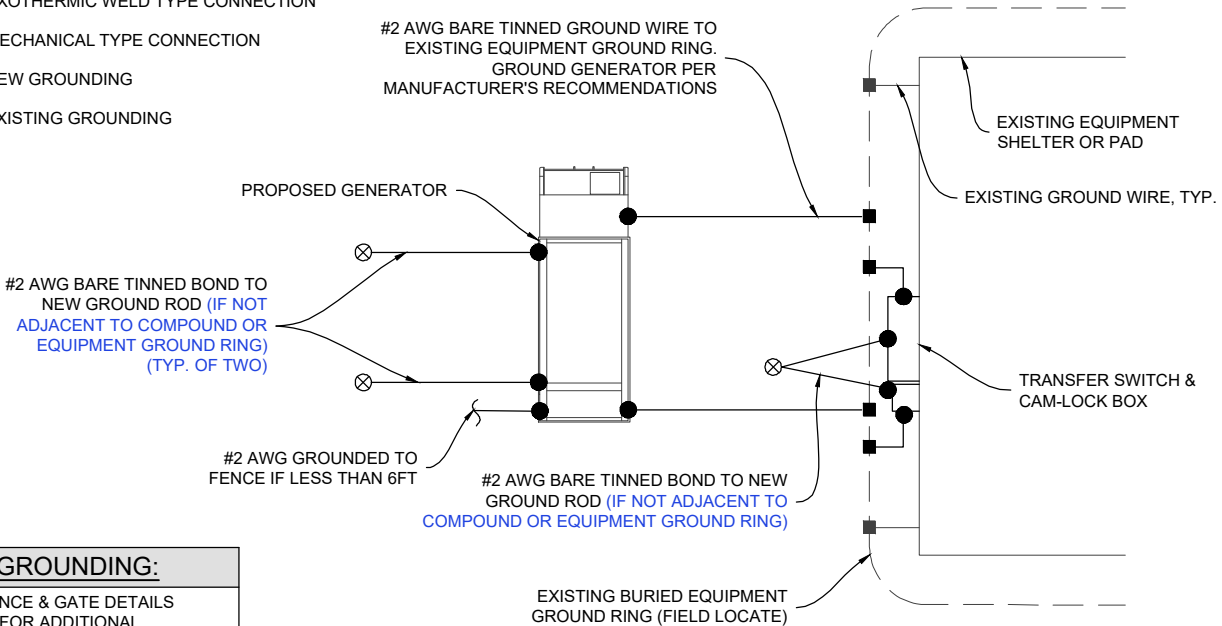 EXOTHERMIC WELD TYPE CONNECTION
MECHANICAL TYPE CONNECTION
NEW GROUNDING
EXISTING GROUNDING
#2 AWG BARE TINNED GROUND WIRE TO
EXISTING EQUIPMENT GROUND RING.
GROUND GENERATOR PER
MANUFACTURER'S RECOMMENDATIONS
EXISTING EQUIPMENT
SHELTER OR PAD
PROPOSED GENERATOR
EXISTING GROUND WIRE, TYP.
#2 AWG BARE TINNED BOND TO
NEW GROUND ROD (IF NOT
ADJACENT TO COMPOUND OR
EQUIPMENT GROUND RING)
(TYP. OF TWO)
TRANSFER SWITCH &
CAM-LOCK BOX
#2 AWG GROUNDED TO
FENCE IF LESS THAN 6FT
#2 AWG BARE TINNED BOND TO NEW
GROUND ROD (IF NOT ADJACENT TO
COMPOUND OR EQUIPMENT GROUND RING)
GROUNDING:
NCE & GATE DETAILS
FOR ADDITIONAL
EXISTING BURIED EQUIPMENT
GROUND RING (FIELD LOCATE)